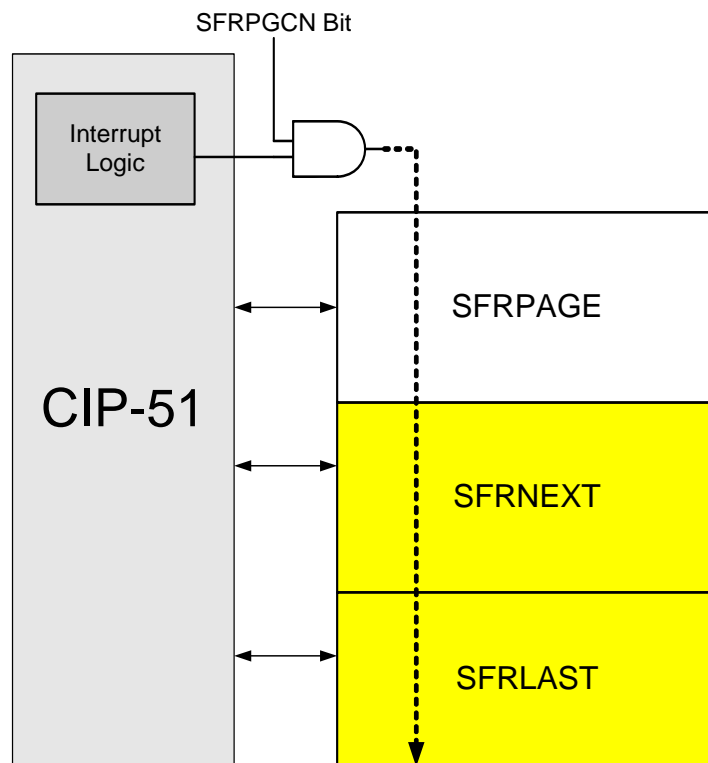 SFRPGCN Bit
Interrupt
Logic
SFRPAGE
CIP-51
SFRNEXT
SFRLAST